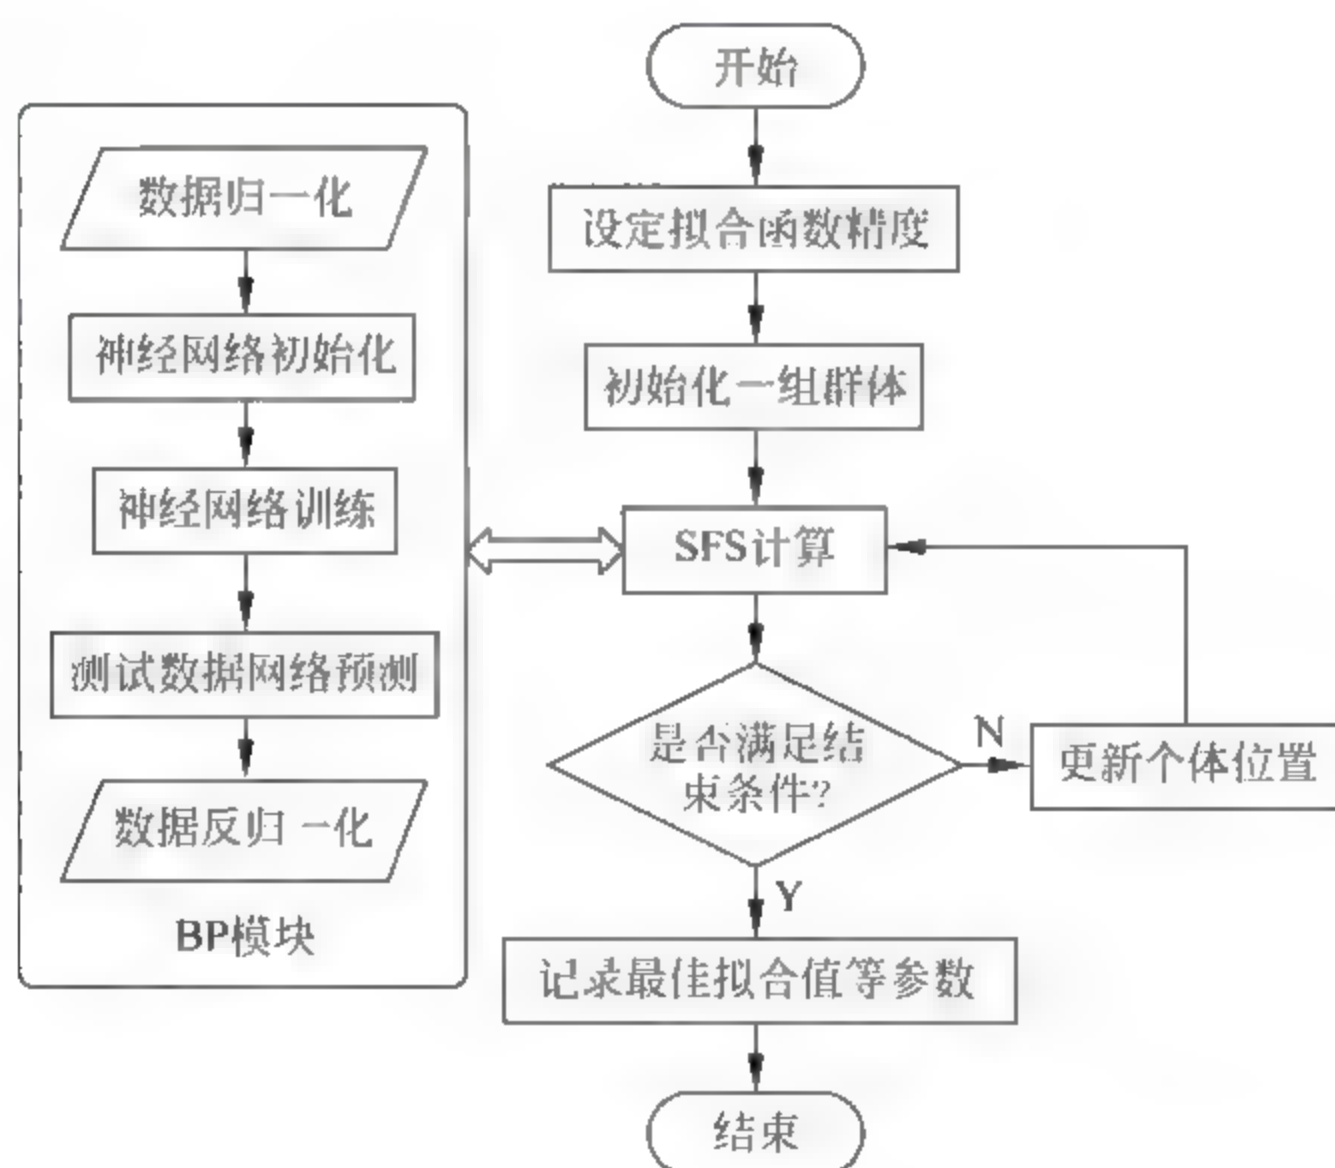 开始
设定拟合函数精度
初始化一组群体
SFS计算
是否满足结
束条件?
N
更新个体位置
Y
记录最佳拟合值等参数
结束
数据归一化
神经网络初始化
神经网络训练
测试数据网络预测
数据反归一化
BP模块